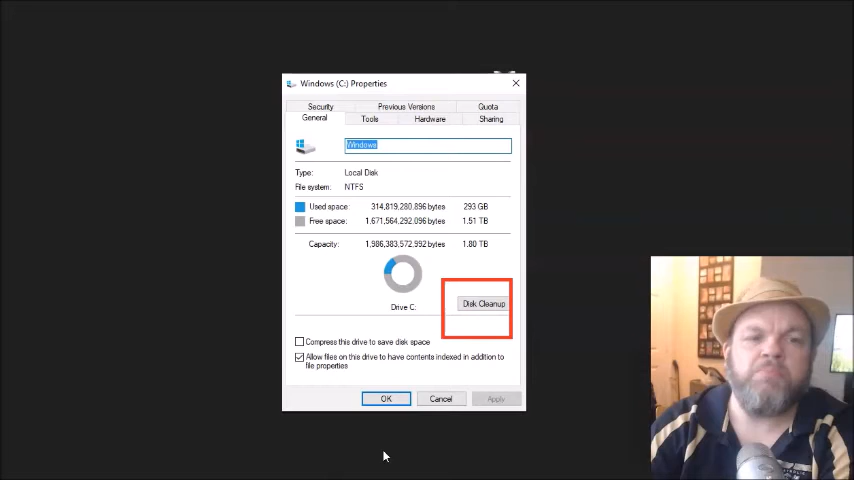 Windows (C:) Properties
Security Previous Versions Quota
General Tools Hardware Sharing
Windows
Type: Local Disk
File system: NTFS
Used space: 314,819,280,896 bytes 293 GB
Free space: 1,671,564,292,096 bytes 1.51 TB
Capacity: 1,986,383,572,992 bytes 1.80 TB
Drive C:
Disk Cleanup
Compress this drive to save disk space
Allow files on this drive to have contents indexed in addition to
file properties
OK Cancel Apply